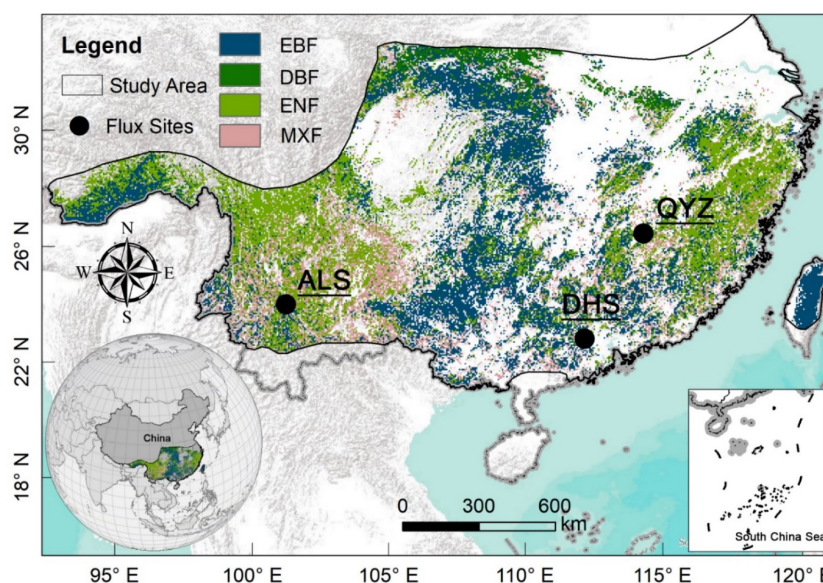 Legend
Study Area
Flux Sites
EBF
DBF
ENF
MXF
30° N
26° N
22° N
18° N
N
W
E
S
QYZ
ALS
DHS
China
0
300
600
km
South China Sea
95° E
100° E
105° E
110° E
115° E
120° E